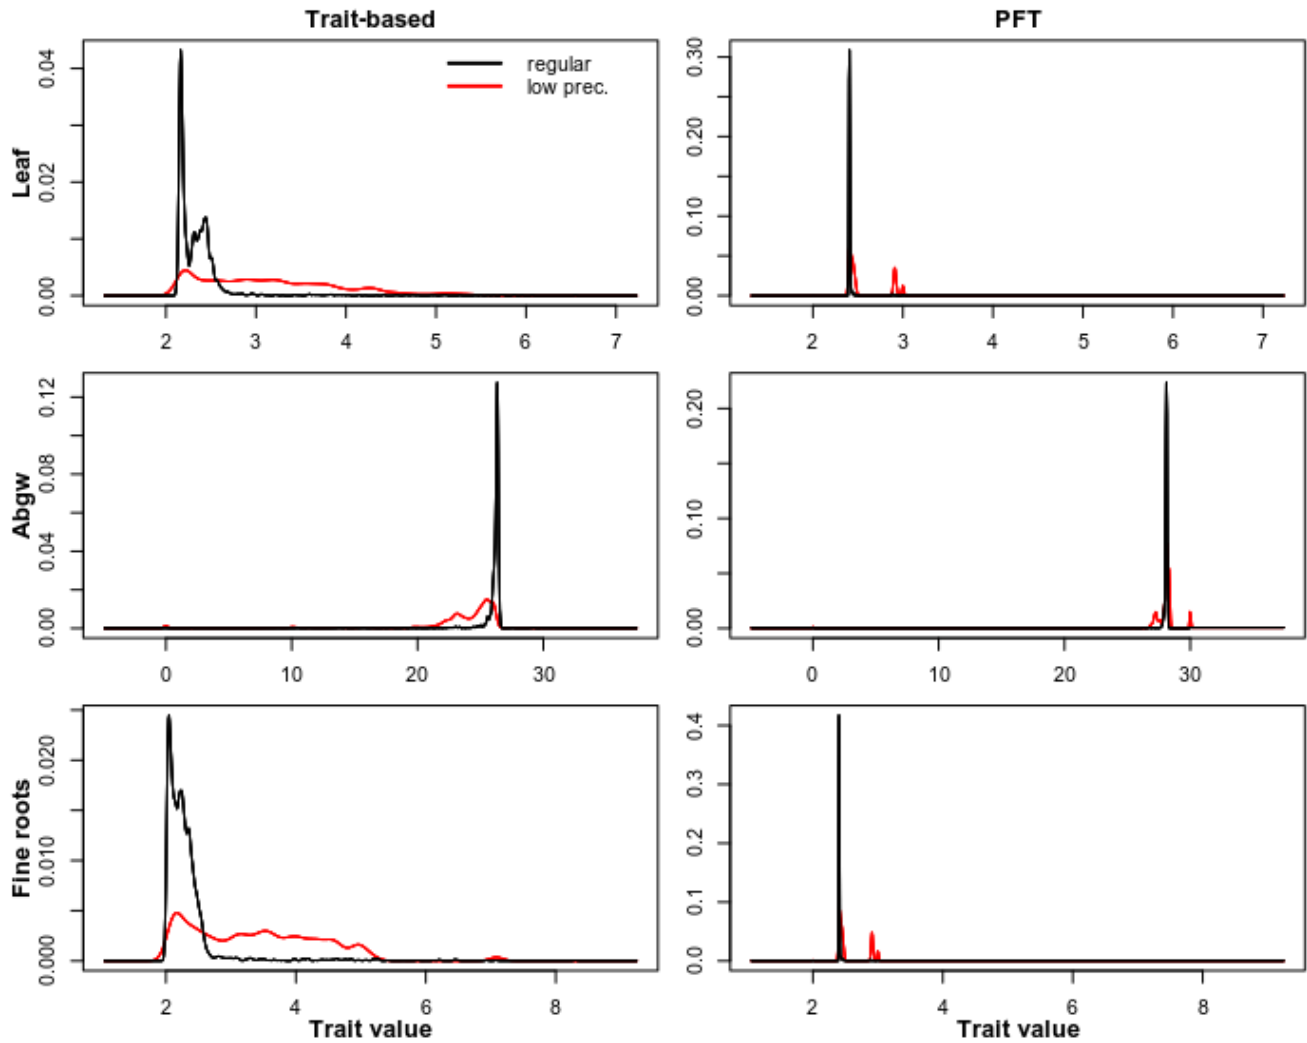 Trait-based PFT
regular
low prec.
Leaf
0.00 0.02 0.04
2 3 4 5 6 7
0.00 0.10 0.20 0.30
2 3 4 5 6 7
Abgw
0.00 0.04 0.08 0.12
0 10 20 30
0.00 0.10 0.20
0 10 20 30
Fine roots
0.000 0.010 0.020
2 4 6 8
Trait value
0.0 0.1 0.2 0.3 0.4
2 4 6 8
Trait value